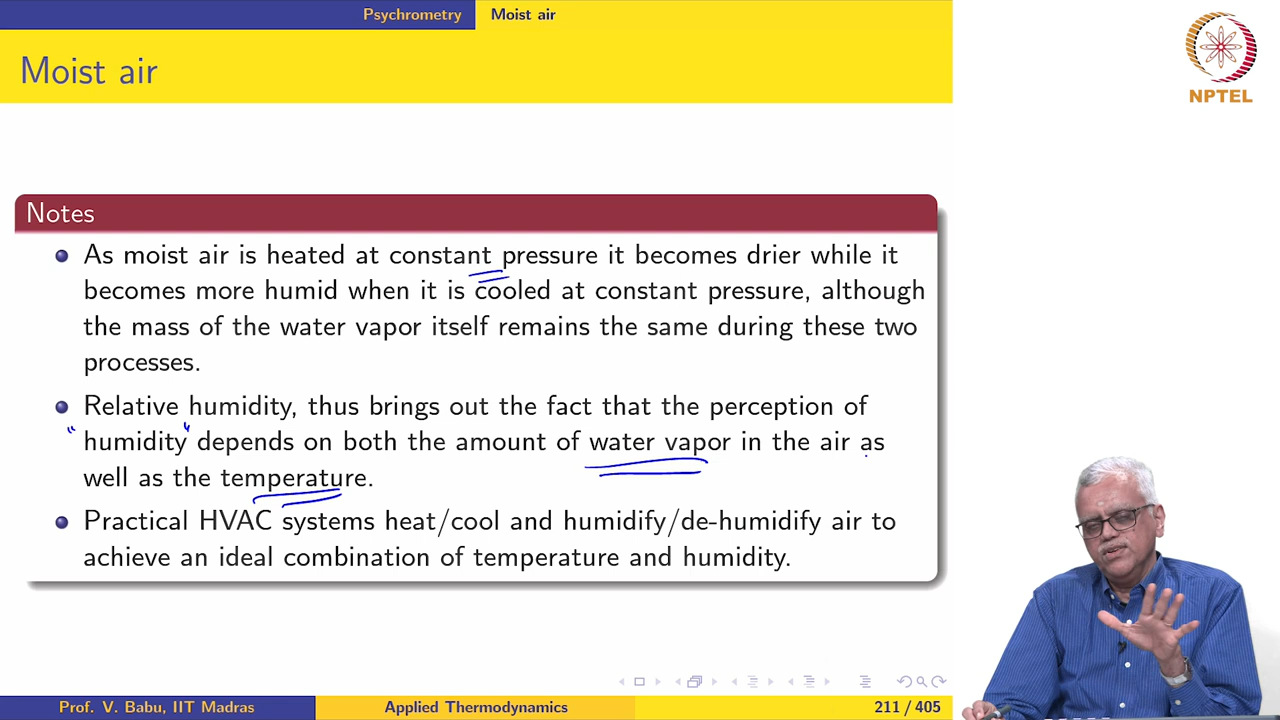 Psychrometry Moist air
Moist air
NPTEL
Notes
As moist air is heated at constant pressure it becomes drier while it
becomes more humid when it is cooled at constant pressure, although
the mass of the water vapor itself remains the same during these two
processes.
Relative humidity, thus brings out the fact that the perception of
"humidity" depends on both the amount of water vapor in the air as
well as the temperature.
Practical HVAC systems heat/cool and humidify/de-humidify air to
achieve an ideal combination of temperature and humidity.
Prof. V. Babu, IIT Madras Applied Thermodynamics 211 / 405